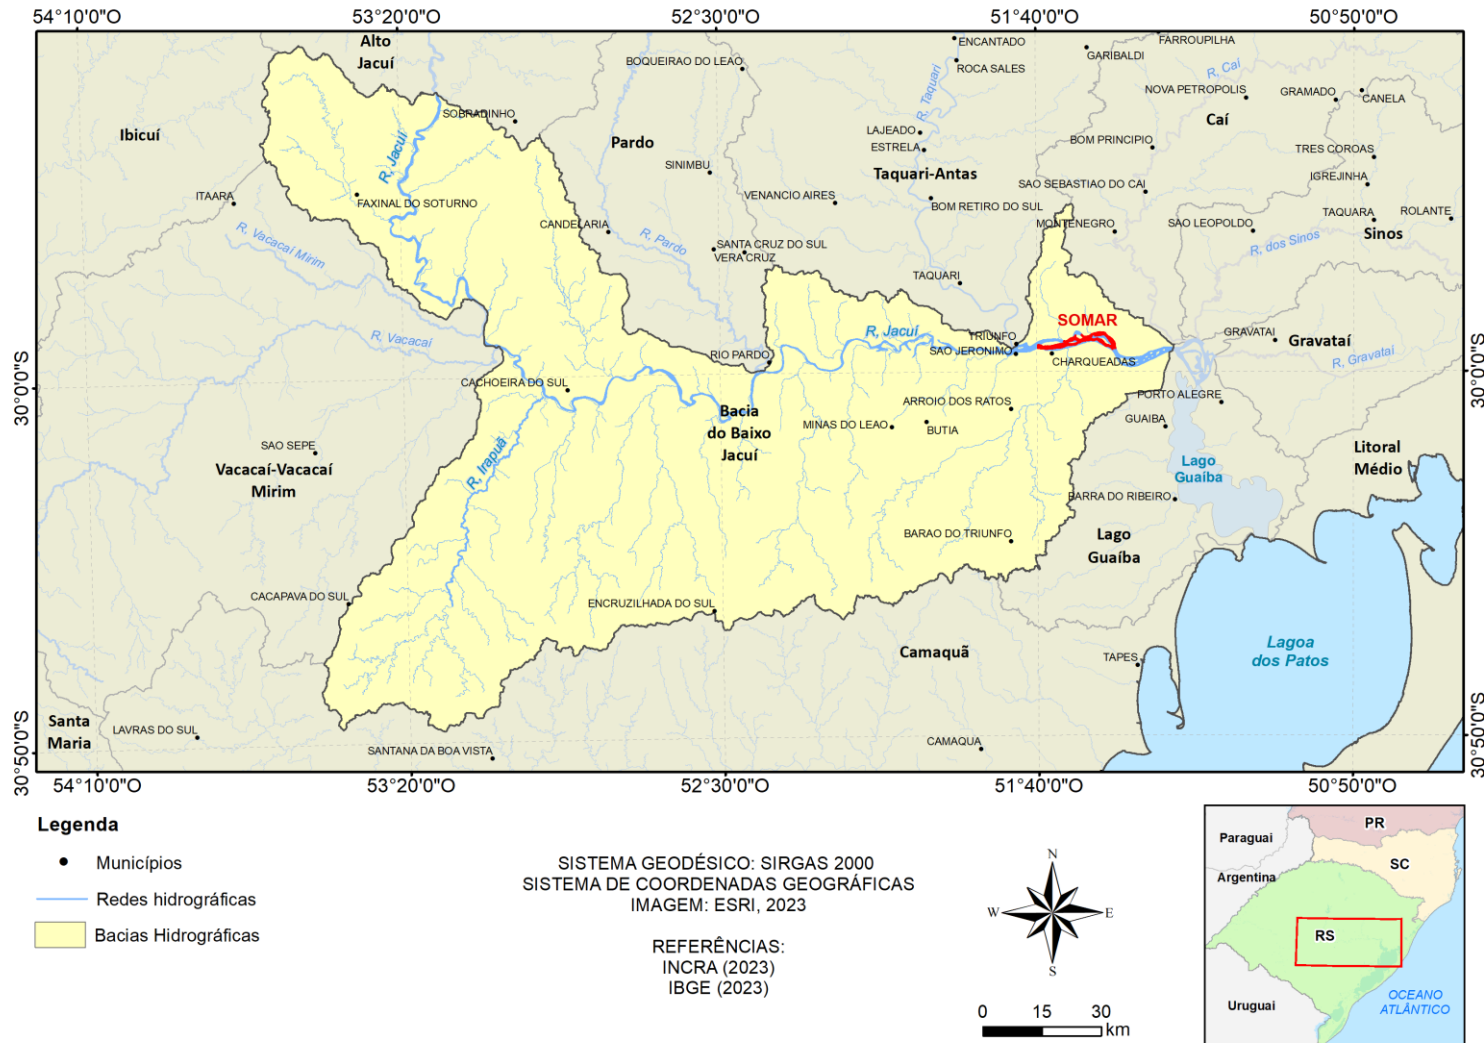 54°10'0"O
53°20'0"O
52°30'0"O
51°40'0"O
50°50'0"O
Alto
Jacuí
ENCANTADO
FARROUPILHA
GARIBALDI
BOQUEIRAO DO LEAO
ROCA SALES
R, Caí
R, Taquari
NOVA PETROPOLIS
GRAMADO
CANELA
SOBRADINHO
Ibicuí
Pardo
LAJEADO
Caí
BOM PRINCIPIO
ESTRELA
TRES COROAS
R, Jacuí
SINIMBU
Taquari-Antas
IGREJINHA
SAO SEBASTIAO DO CAI
ITAARA
FAXINAL DO SOTURNO
VENANCIO AIRES
BOM RETIRO DO SUL
TAQUARA
ROLANTE
CANDELARIA
MONTENEGRO
SAO LEOPOLDO
Sinos
R, Vacacaí Mirim
R, Pardo
SANTA CRUZ DO SUL
VERA CRUZ
R, dos Sinos
TAQUARI
SOMAR
R, Vacacaí
R, Jacuí
TRIUNFO
GRAVATAI
Gravataí
RIO PARDO
SAO JERONIMO
CHARQUEADAS
R, Gravataí
30°0'0"S
30°0'0"S
CACHOEIRA DO SUL
PORTO ALEGRE
ARROIO DOS RATOS
Bacia
do Baixo
Jacuí
MINAS DO LEAO
BUTIA
GUAIBA
SAO SEPE
R, Irapuã
Litoral
Médio
Vacacaí-Vacacaí
Mirim
Lago
Guaíba
BARRA DO RIBEIRO
BARAO DO TRIUNFO
Lago
Guaíba
CACAPAVA DO SUL
ENCRUZILHADA DO SUL
Camaquã
TAPES
Lagoa
dos Patos
Santa
Maria
LAVRAS DO SUL
SANTANA DA BOA VISTA
CAMAQUA
30°50'0"S
30°50'0"S
54°10'0"O
53°20'0"O
52°30'0"O
51°40'0"O
50°50'0"O
Legenda
Municípios
Redes hidrográficas
Bacias Hidrográficas
SISTEMA GEODÉSICO: SIRGAS 2000
SISTEMA DE COORDENADAS GEOGRÁFICAS
IMAGEM: ESRI, 2023
REFERÊNCIAS:
INCRA (2023)
IBGE (2023)
N
W
E
S
0
15
30
km
PR
Paraguai
SC
Argentina
RS
Uruguai
OCEANO
ATLÂNTICO